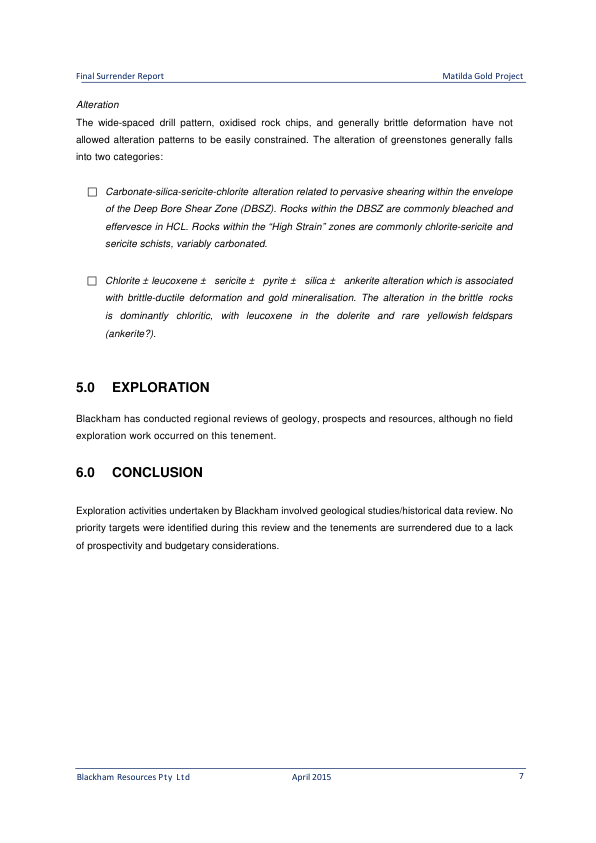 Final Surrender Report Matilda Gold Project
Alteration
The wide-spaced drill pattern, oxidised rock chips, and generally brittle deformation have not
allowed alteration patterns to be easily constrained. The alteration of greenstones generally falls
into two categories:
☐ Carbonate-silica-sericite-chlorite alteration related to pervasive shearing within the envelope
of the Deep Bore Shear Zone (DBSZ). Rocks within the DBSZ are commonly bleached and
effervesce in HCL. Rocks within the “High Strain” zones are commonly chlorite-sericite and
sericite schists, variably carbonated.
☐ Chlorite ± leucoxene ± sericite ± pyrite ± silica ± ankerite alteration which is associated
with brittle-ductile deformation and gold mineralisation. The alteration in the brittle rocks
is dominantly chloritic, with leucoxene in the dolerite and rare yellowish feldspars
(ankerite?).
5.0 EXPLORATION
Blackham has conducted regional reviews of geology, prospects and resources, although no field
exploration work occurred on this tenement.
6.0 CONCLUSION
Exploration activities undertaken by Blackham involved geological studies/historical data review. No
priority targets were identified during this review and the tenements are surrendered due to a lack
of prospectivity and budgetary considerations.
Blackham Resources Pty Ltd April 2015 7